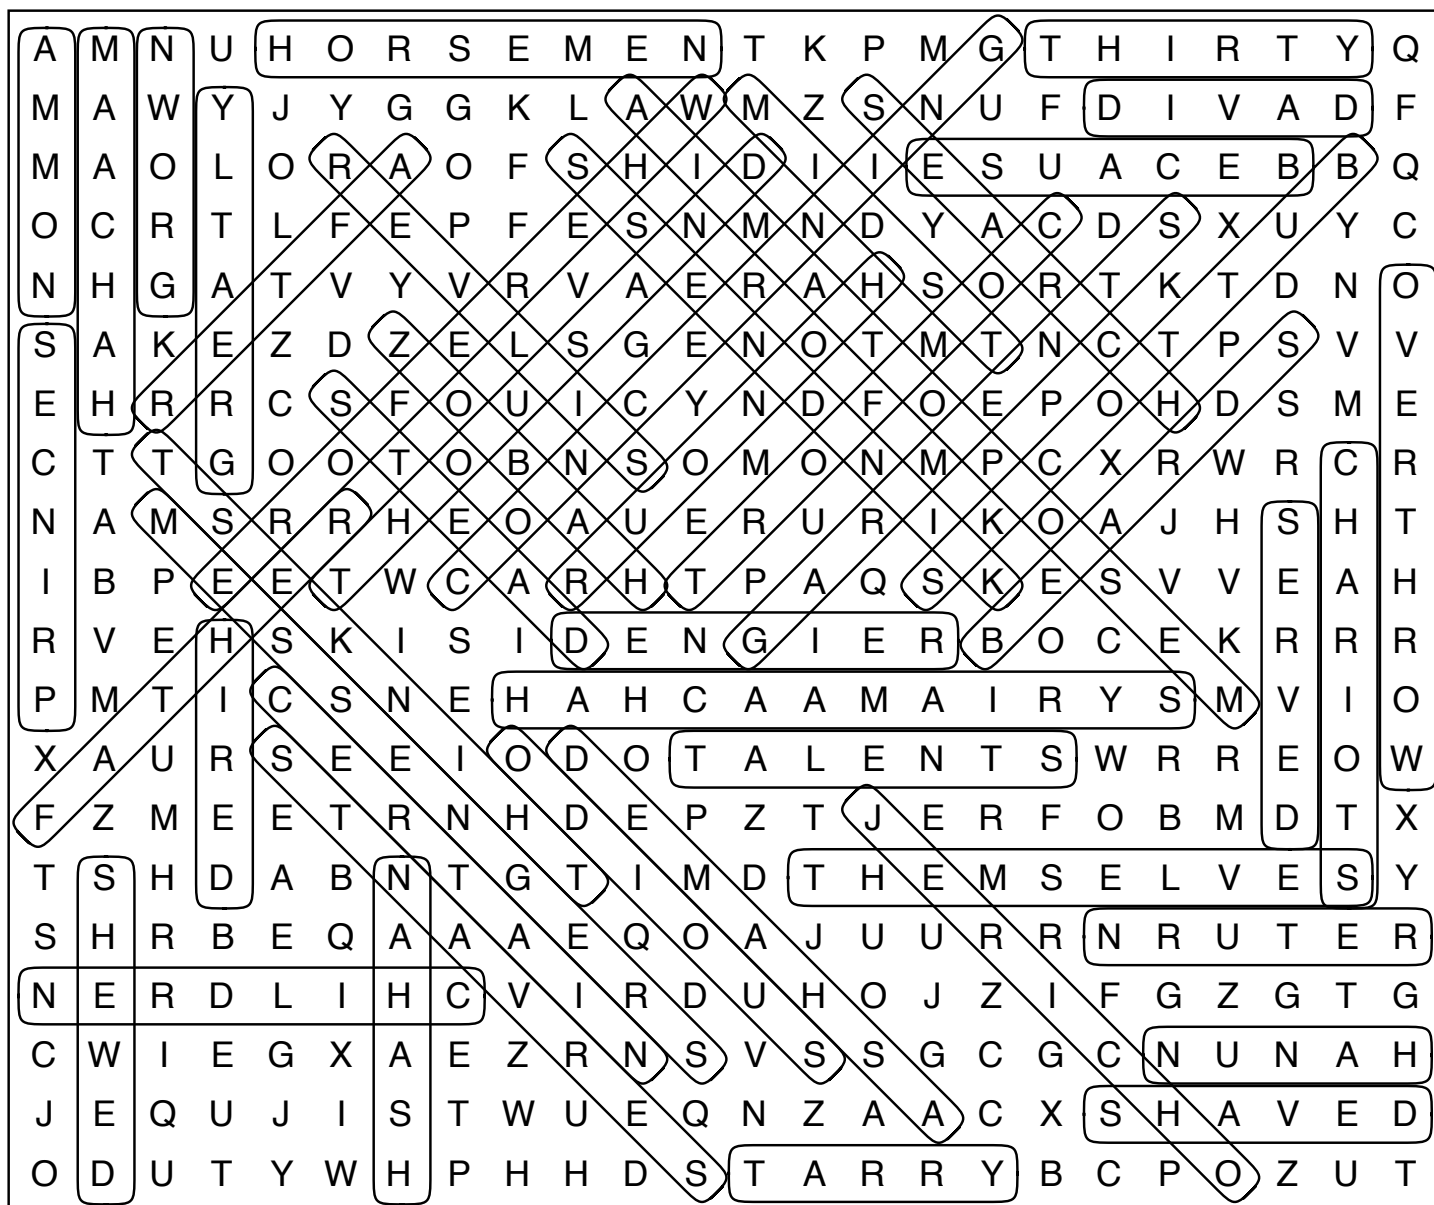 A M N U H O R S E M E N T K P M G T H I R T Y Q
M A W Y J Y G G K L A W M Z S N U F D I V A D F
M A O L O R A O F S H I D I I E S U A C E B B Q
O C R T L F E P F E S N M N D Y A C D S X U Y C
N H G A T V Y V R V A E R A H S O R T K T D N O
S A K E Z D Z E L S G E N O T M T N C T P S V V
E H R R C S F O U I C Y N D F O E P O H D S M E
C T T G O O T O B N S O M O N M P C X R W R C R
N A M S R R H E O A U E R U R I K O A J H S H T
I B P E E T W C A R H T P A Q S K E S V V E A H
R V E H S K I S I D E N G I E R B O C E K R R R
P M T I C S N E H A H C A A M A I R Y S M V I O
X A U R S E E I O D O T A L E N T S W R R E O W
F Z M E E T R N H D E P Z T J E R F O B M D T X
T S H D A B N T G T I M D T H E M S E L V E S Y
S H R B E Q A A A E Q O A J U U R R N R U T E R
N E R D L I H C V I R D U H O J Z I F G Z G T G
C W I E G X A E Z R N S V S S G C G C N U N A H
J E Q U J I S T W U E Q N Z A A C X S H A V E D
O D U T Y W H P H H D S T A R R Y B C P O Z U T